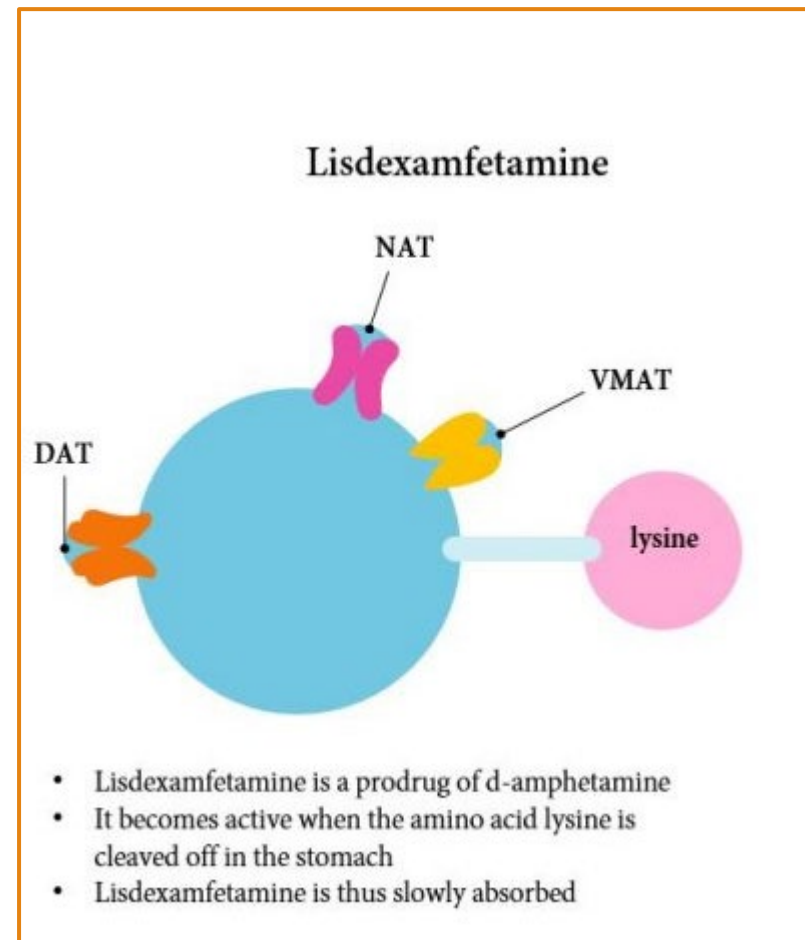 Lisdexamfetamine
NAT
VMAT
DAT
lysine
• Lisdexamfetamine is a prodrug of d-amphetamine
• It becomes active when the amino acid lysine is
cleaved off in the stomach
• Lisdexamfetamine is thus slowly absorbed